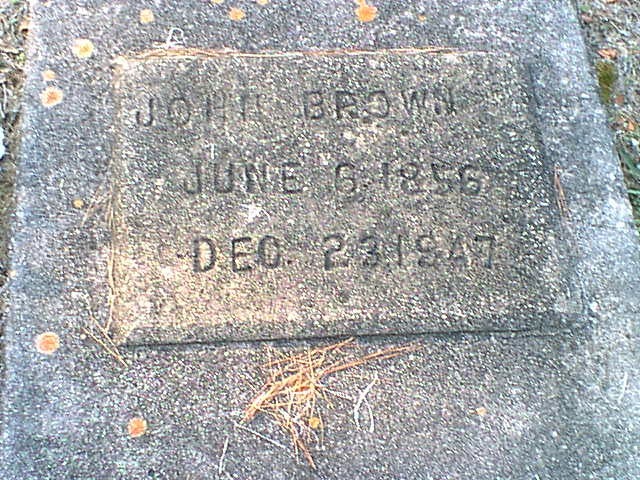 JOHN BROWN
JUNE 6 1856
DEC. 23 1947